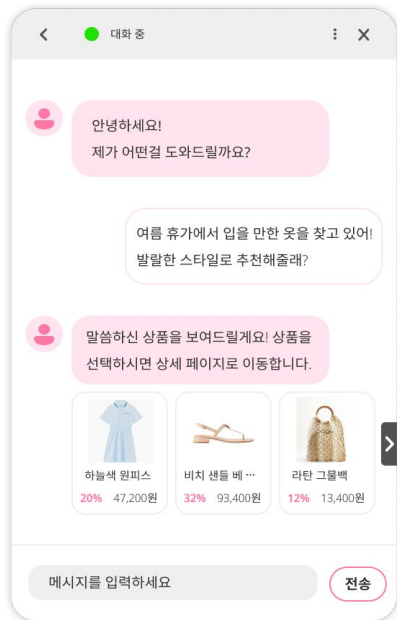 대화 중
안녕하세요!
제가 어떤걸 도와드릴까요?
여름 휴가에서 입을 만한 옷을 찾고 있어!
발랄한 스타일로 추천해줄래?
말씀하신 상품을 보여드릴게요! 상품을
선택하시면 상세 페이지로 이동합니다.
하늘색 원피스
20% 47,200원
비치 샌들 베 ···
32% 93,400원
라탄 그물백
12% 13,400원
메시지를 입력하세요
전송